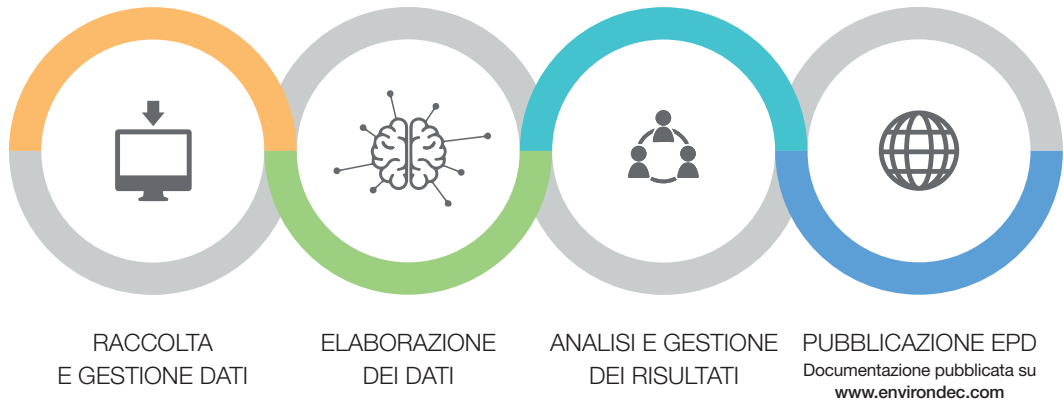 RACCOLTA
E GESTIONE DATI
ELABORAZIONE
DEI DATI
ANALISI E GESTIONE
DEI RISULTATI
PUBBLICAZIONE EPD
Documentazione pubblicata su
www.environdec.com